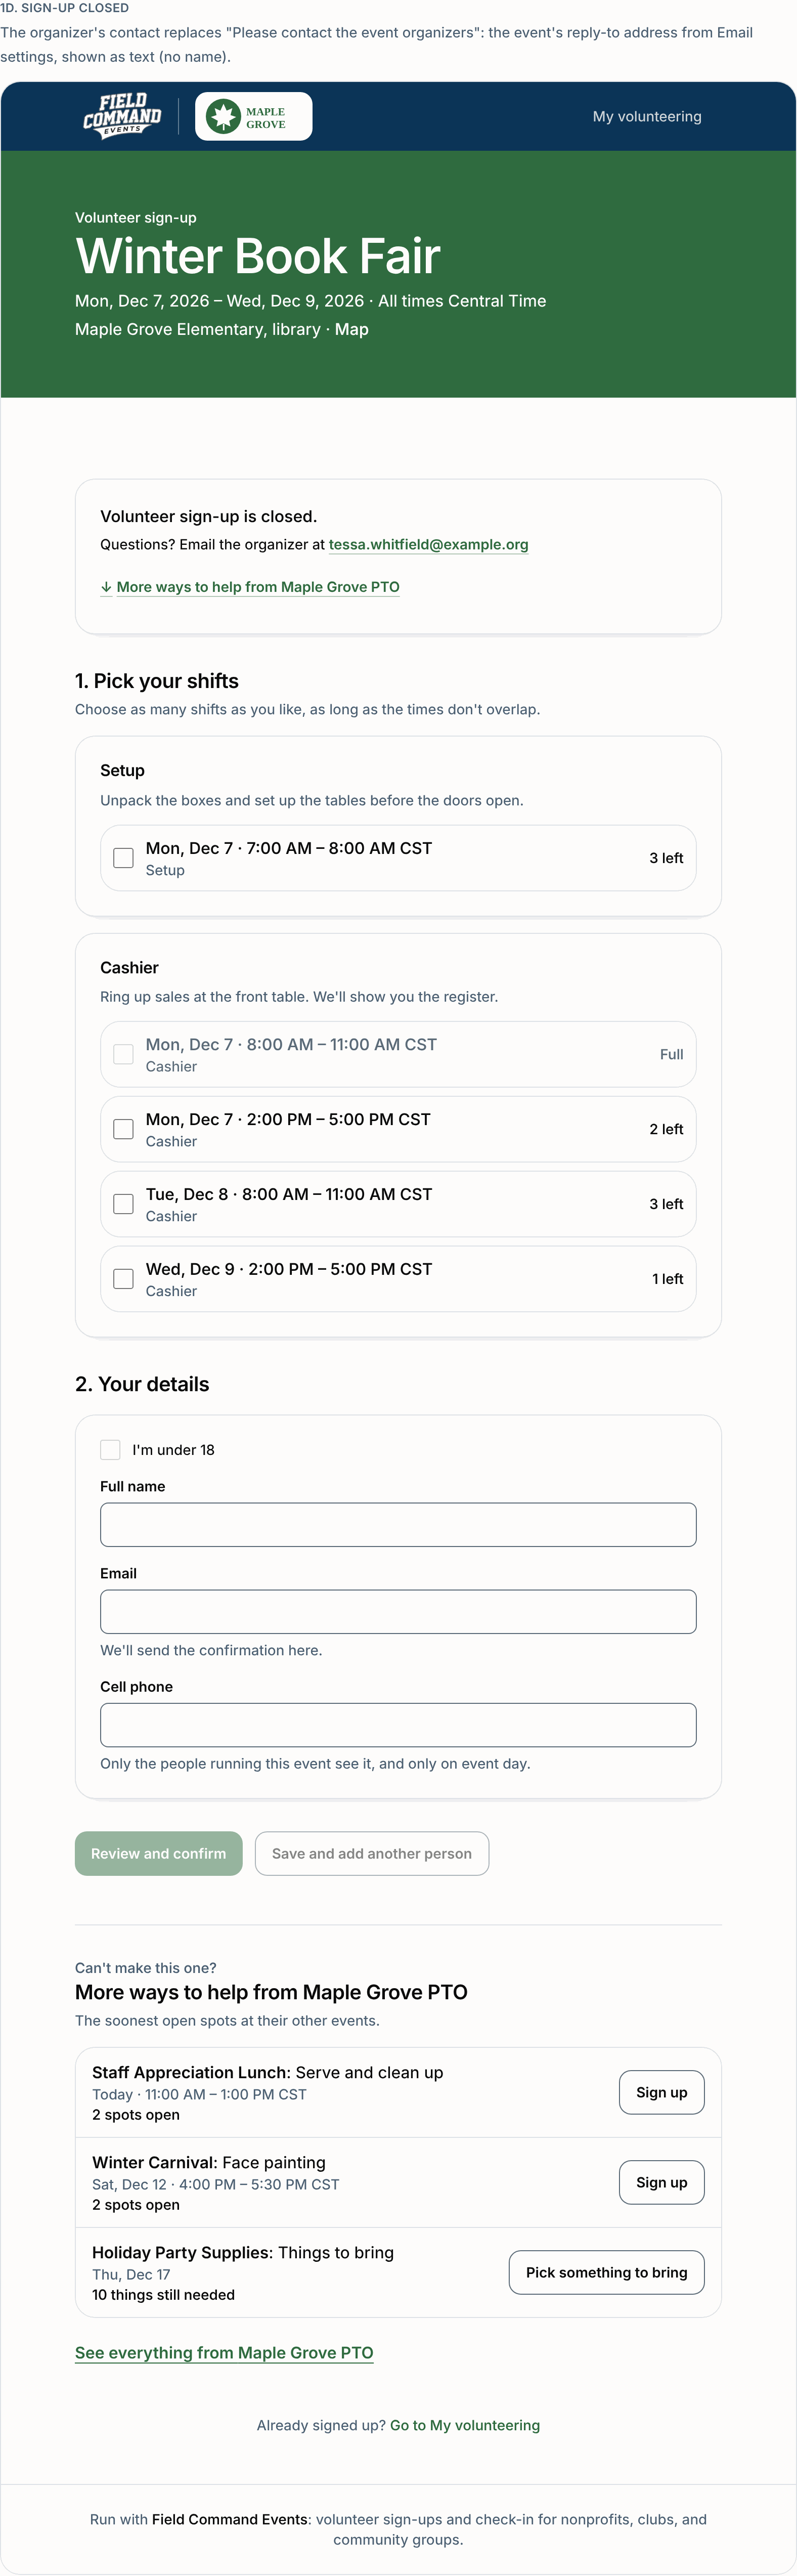 1D. SIGN-UP CLOSED
The organizer's contact replaces "Please contact the event organizers": the event's reply-to address from Email
settings, shown as text (no name).
FIELD
COMMAND
EVENTS
MAPLE
GROVE
My volunteering
Volunteer sign-up
Winter Book Fair
Mon, Dec 7, 2026 – Wed, Dec 9, 2026 · All times Central Time
Maple Grove Elementary, library · Map
Volunteer sign-up is closed.
Questions? Email the organizer at tessa.whitfield@example.org
↓ More ways to help from Maple Grove PTO
1. Pick your shifts
Choose as many shifts as you like, as long as the times don't overlap.
Setup
Unpack the boxes and set up the tables before the doors open.
Mon, Dec 7 · 7:00 AM – 8:00 AM CST
Setup
3 left
Cashier
Ring up sales at the front table. We'll show you the register.
Mon, Dec 7 · 8:00 AM – 11:00 AM CST
Cashier
Full
Mon, Dec 7 · 2:00 PM – 5:00 PM CST
Cashier
2 left
Tue, Dec 8 · 8:00 AM – 11:00 AM CST
Cashier
3 left
Wed, Dec 9 · 2:00 PM – 5:00 PM CST
Cashier
1 left
2. Your details
I'm under 18
Full name
Email
We'll send the confirmation here.
Cell phone
Only the people running this event see it, and only on event day.
Review and confirm
Save and add another person
Can't make this one?
More ways to help from Maple Grove PTO
The soonest open spots at their other events.
Staff Appreciation Lunch: Serve and clean up
Today · 11:00 AM – 1:00 PM CST
2 spots open
Sign up
Winter Carnival: Face painting
Sat, Dec 12 · 4:00 PM – 5:30 PM CST
2 spots open
Sign up
Holiday Party Supplies: Things to bring
Thu, Dec 17
10 things still needed
Pick something to bring
See everything from Maple Grove PTO
Already signed up? Go to My volunteering
Run with Field Command Events: volunteer sign-ups and check-in for nonprofits, clubs, and
community groups.